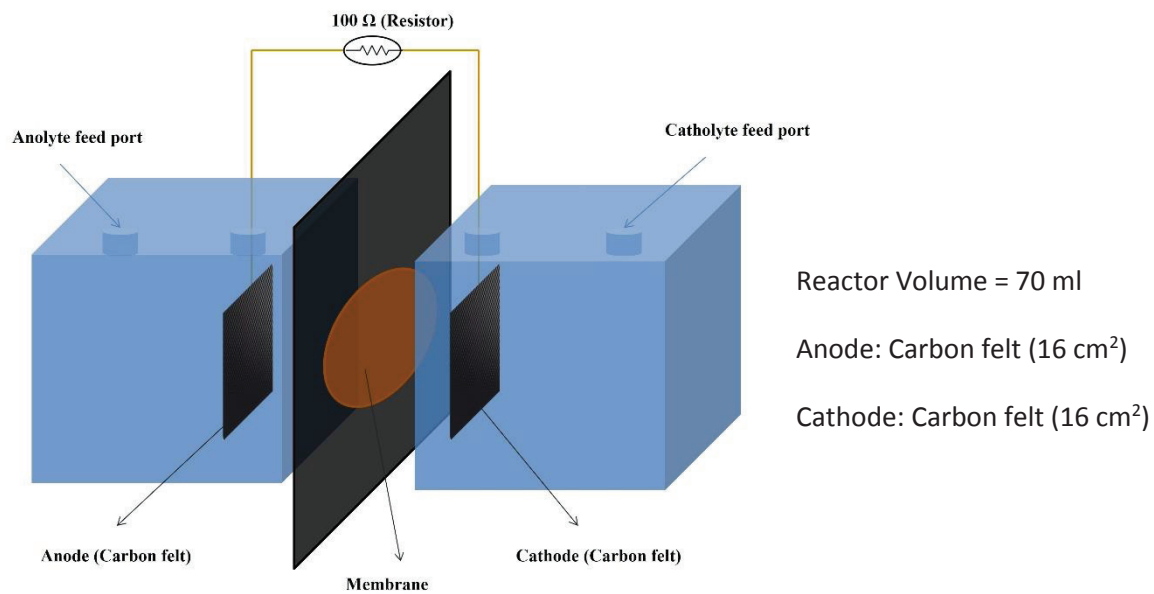 100 Ω (Resistor)
Anolyte feed port
Catholyte feed port
Reactor Volume = 70 ml
Anode: Carbon felt (16 cm²)
Cathode: Carbon felt (16 cm²)
Anode (Carbon felt)
Cathode (Carbon felt)
Membrane